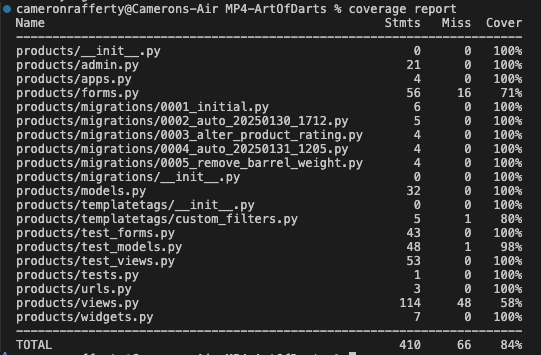 cameronrafferty@Camerons-Air MP4-ArtOfDarts % coverage report
Name Stmts Miss Cover
products/__init__.py 0 0 100%
products/admin.py 21 0 100%
products/apps.py 4 0 100%
products/forms.py 56 16 71%
products/migrations/0001_initial.py 6 0 100%
products/migrations/0002_auto_20250130_1712.py 5 0 100%
products/migrations/0003_alter_product_rating.py 4 0 100%
products/migrations/0004_auto_20250131_1205.py 4 0 100%
products/migrations/0005_remove_barrel_weight.py 4 0 100%
products/migrations/__init__.py 0 0 100%
products/models.py 32 0 100%
products/templatetags/__init__.py 0 0 100%
products/templatetags/custom_filters.py 5 1 80%
products/test_forms.py 43 0 100%
products/test_models.py 48 1 98%
products/test_views.py 53 0 100%
products/tests.py 1 0 100%
products/urls.py 3 0 100%
products/views.py 114 48 58%
products/widgets.py 7 0 100%
TOTAL 410 66 84%